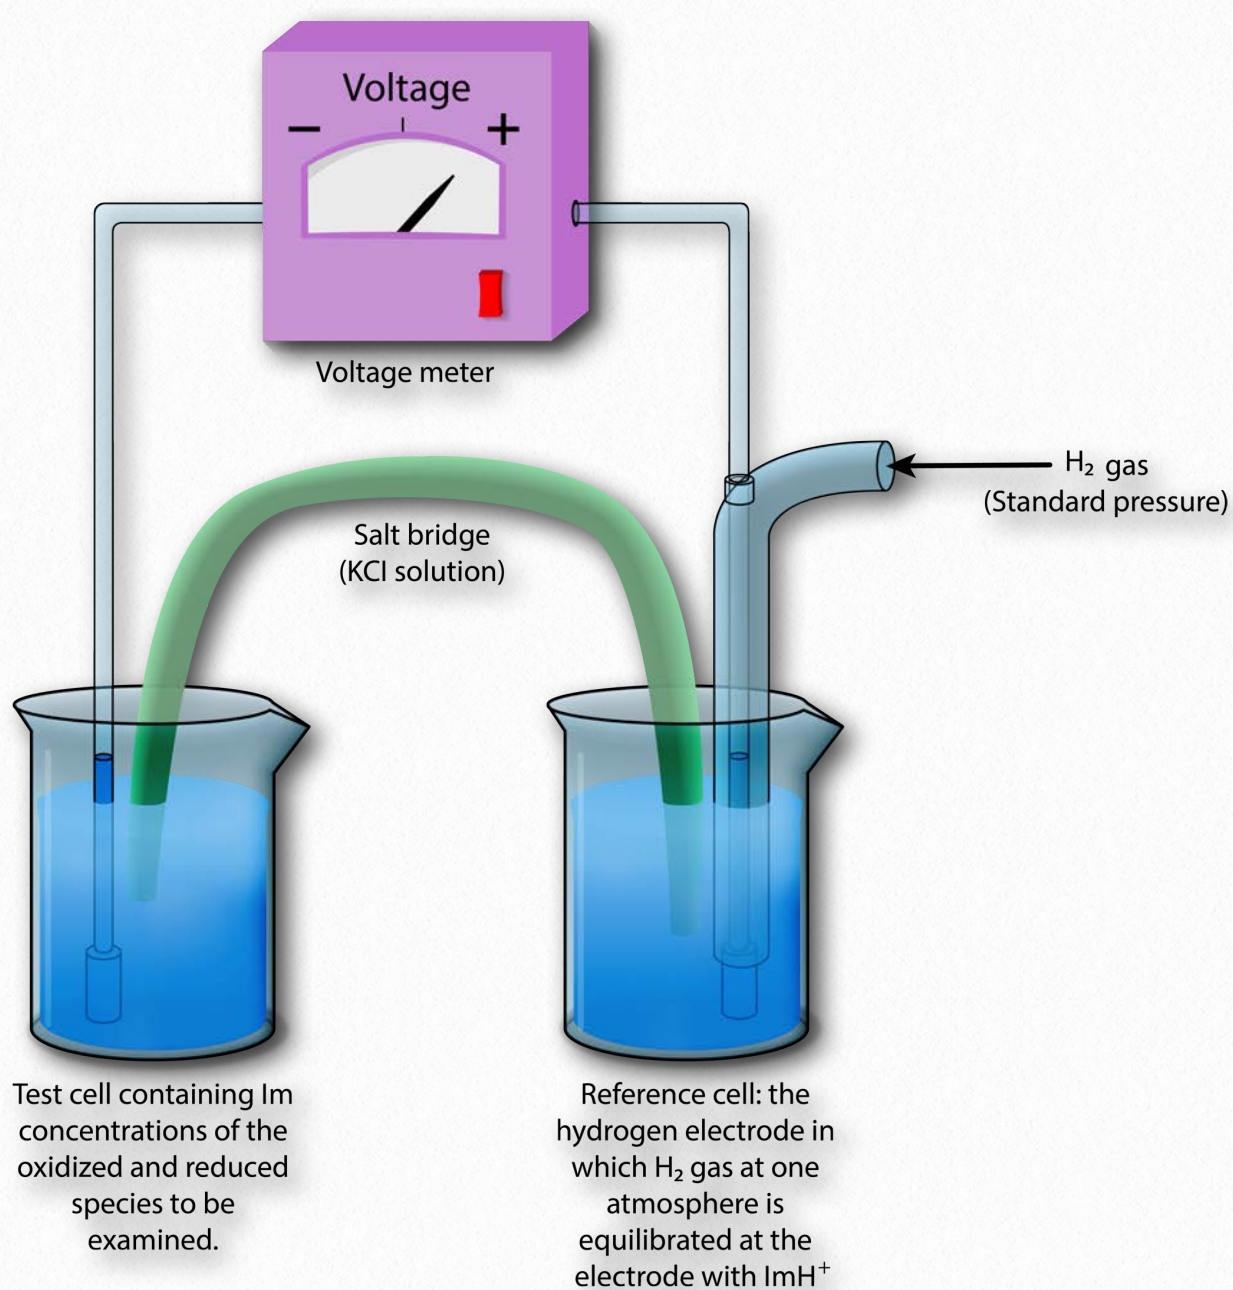 Voltage
− +
Voltage meter
H₂ gas
(Standard pressure)
Salt bridge
(KCl solution)
Test cell containing Im
concentrations of the
oxidized and reduced
species to be
examined.
Reference cell: the
hydrogen electrode in
which H₂ gas at one
atmosphere is
equilibrated at the
electrode with ImH⁺